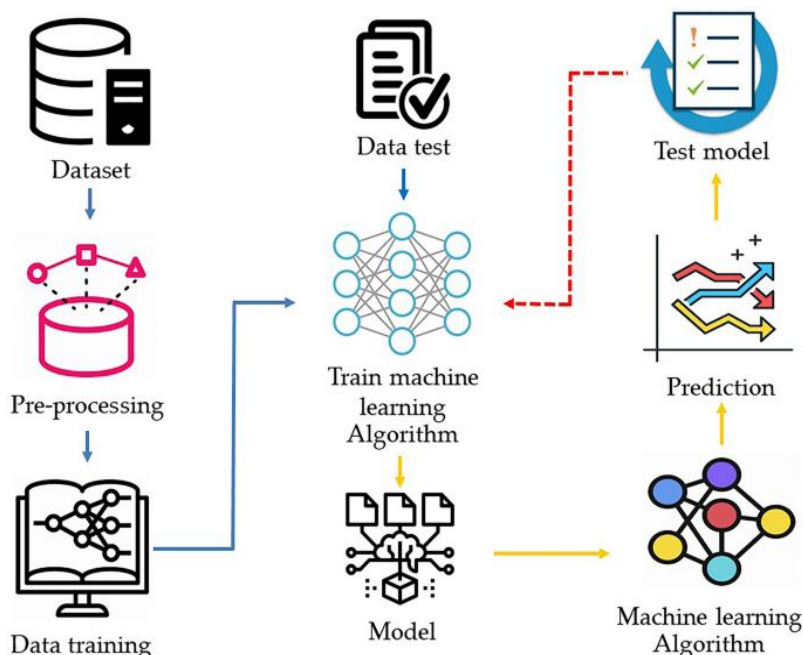 Dataset
Pre-processing
Data training
Data test
Train machine
learning
Algorithm
Model
Test model
Prediction
Machine learning
Algorithm